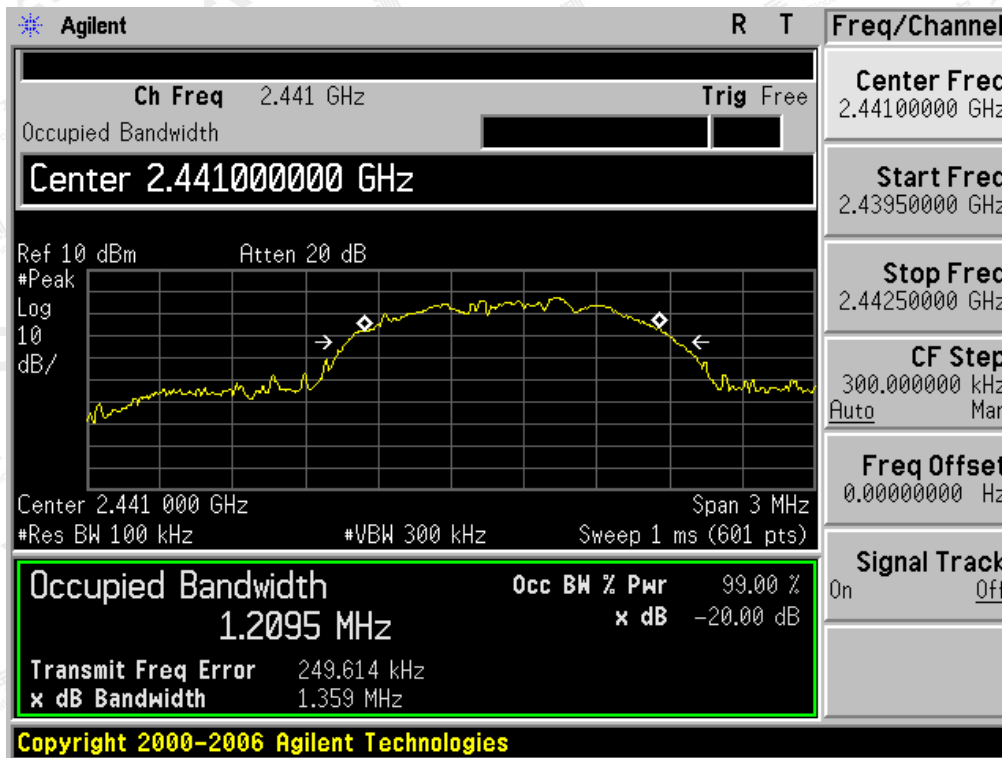 Agilent R T
Ch Freq 2.441 GHz Trig Free
Occupied Bandwidth
Center 2.441000000 GHz
Ref 10 dBm Atten 20 dB
#Peak
Log
10
dB/
Center 2.441 000 GHz Span 3 MHz
#Res BW 100 kHz #VBW 300 kHz Sweep 1 ms (601 pts)
Occupied Bandwidth Occ BW % Pwr 99.00 %
1.2095 MHz x dB -20.00 dB
Transmit Freq Error 249.614 kHz
x dB Bandwidth 1.359 MHz
Copyright 2000-2006 Agilent Technologies
Freq/Channel
Center Freq
2.44100000 GHz
Start Freq
2.43950000 GHz
Stop Freq
2.44250000 GHz
CF Step
300.000000 kHz
Auto Man
Freq Offset
0.00000000 Hz
Signal Track
On Off